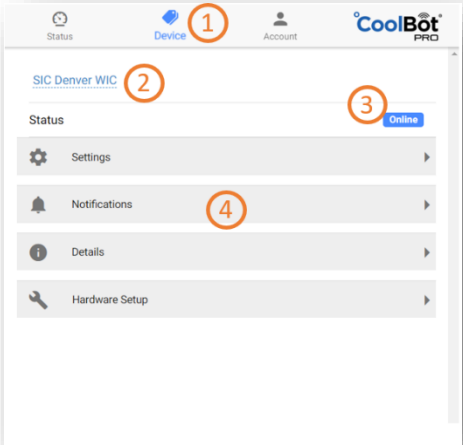 Status
Device
1
Account
CoolBot
PRO
SIC Denver WIC
2
3
Status
Online
Settings
Notifications
4
Details
Hardware Setup